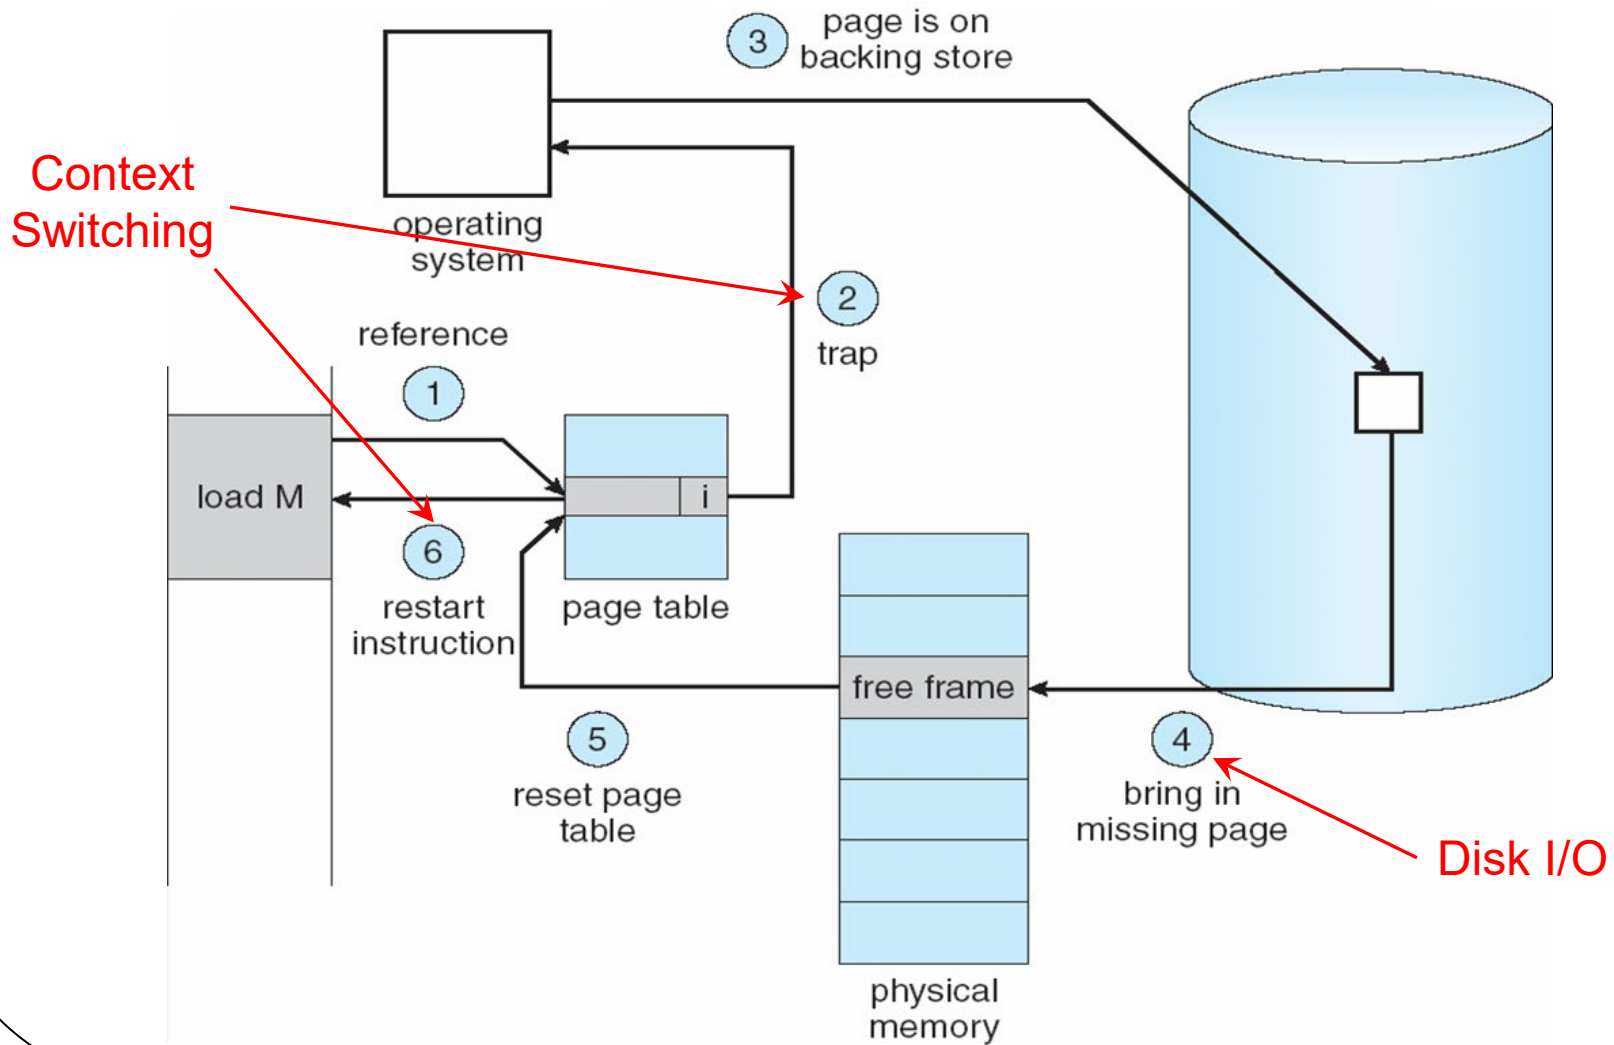 3
page is on
backing store
Context
Switching
operating
system
2
trap
reference
1
load M
i
6
restart
instruction
page table
free frame
5
reset page
table
4
bring in
missing page
Disk I/O
physical
memory